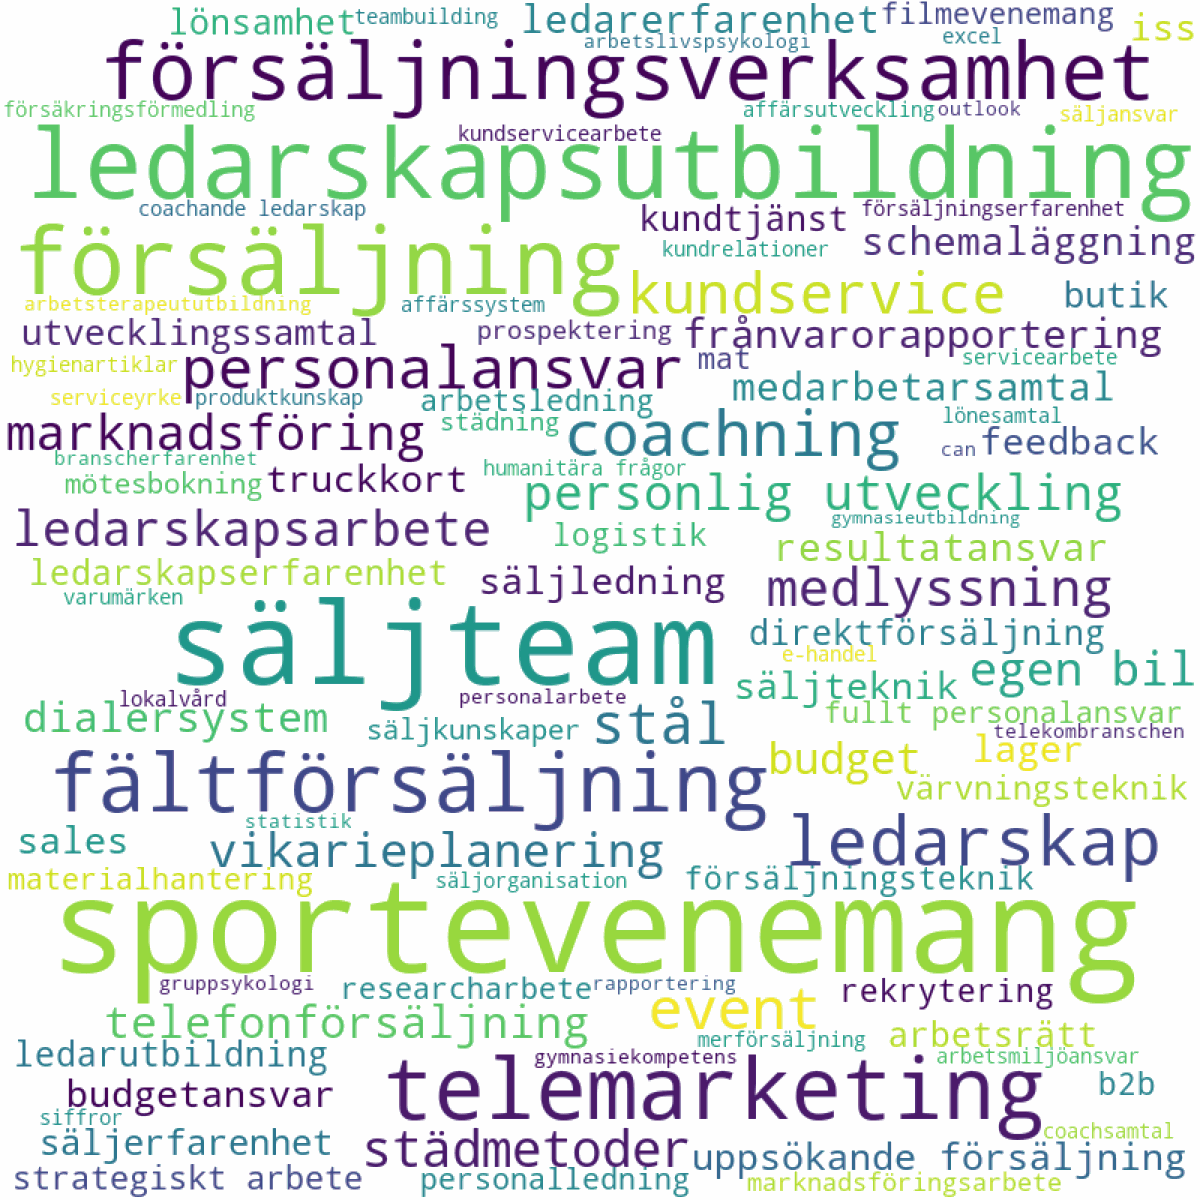 lönsamhet teambuilding ledarerfarenhet filmevenemang iss
arbetslivspsykologi excel
försäljningsverksamhet
försäkringsförmedling affärsutveckling outlook säljansvar
kundservicearbete
ledarskapsutbildning
coachande ledarskap kundtjänst försäljningserfarenhet
försäljning kundrelationer schemaläggning
kundservice butik
arbetsterapeututbildning affärssystem
utvecklingssamtal prospektering frånvarorapportering
hygienartiklar personalansvar mat servicearbete
serviceyrke produktkunskap arbetsledning medarbetarsamtal
marknadsföring städning coachning lönesamtal
can feedback
branscherfarenhet humanitära frågor
mötesbokning truckkort personlig utveckling
ledarskapsarbete logistik gymnasieutbildning
resultatansvar
ledarskapserfarenhet säljledning medlyssning
varumärken
säljteam direktförsäljning
e-handel egen bil
lokalvård personalarbete säljteknik
dialersystem säljkunskaper stål fullt personalansvar
telekombranschen
fältförsäljning budget lager
värvningsteknik
statistik
sales vikarieplanering ledarskap
materialhantering säljorganisation försäljningsteknik
sportevenemang
gruppsykologi researcharbete rapportering rekrytering
telefonförsäljning event arbetsrätt
merförsäljning
ledarutbildning gymnasiekompetens arbetsmiljöansvar
budgetansvar telemarketing b2b
siffror coachsamtal
säljerfarenhet städmetoder uppsökande försäljning
strategiskt arbete personalledning marknadsföringsarbete